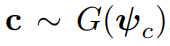 𝐜 ∼ G(𝝍_c)